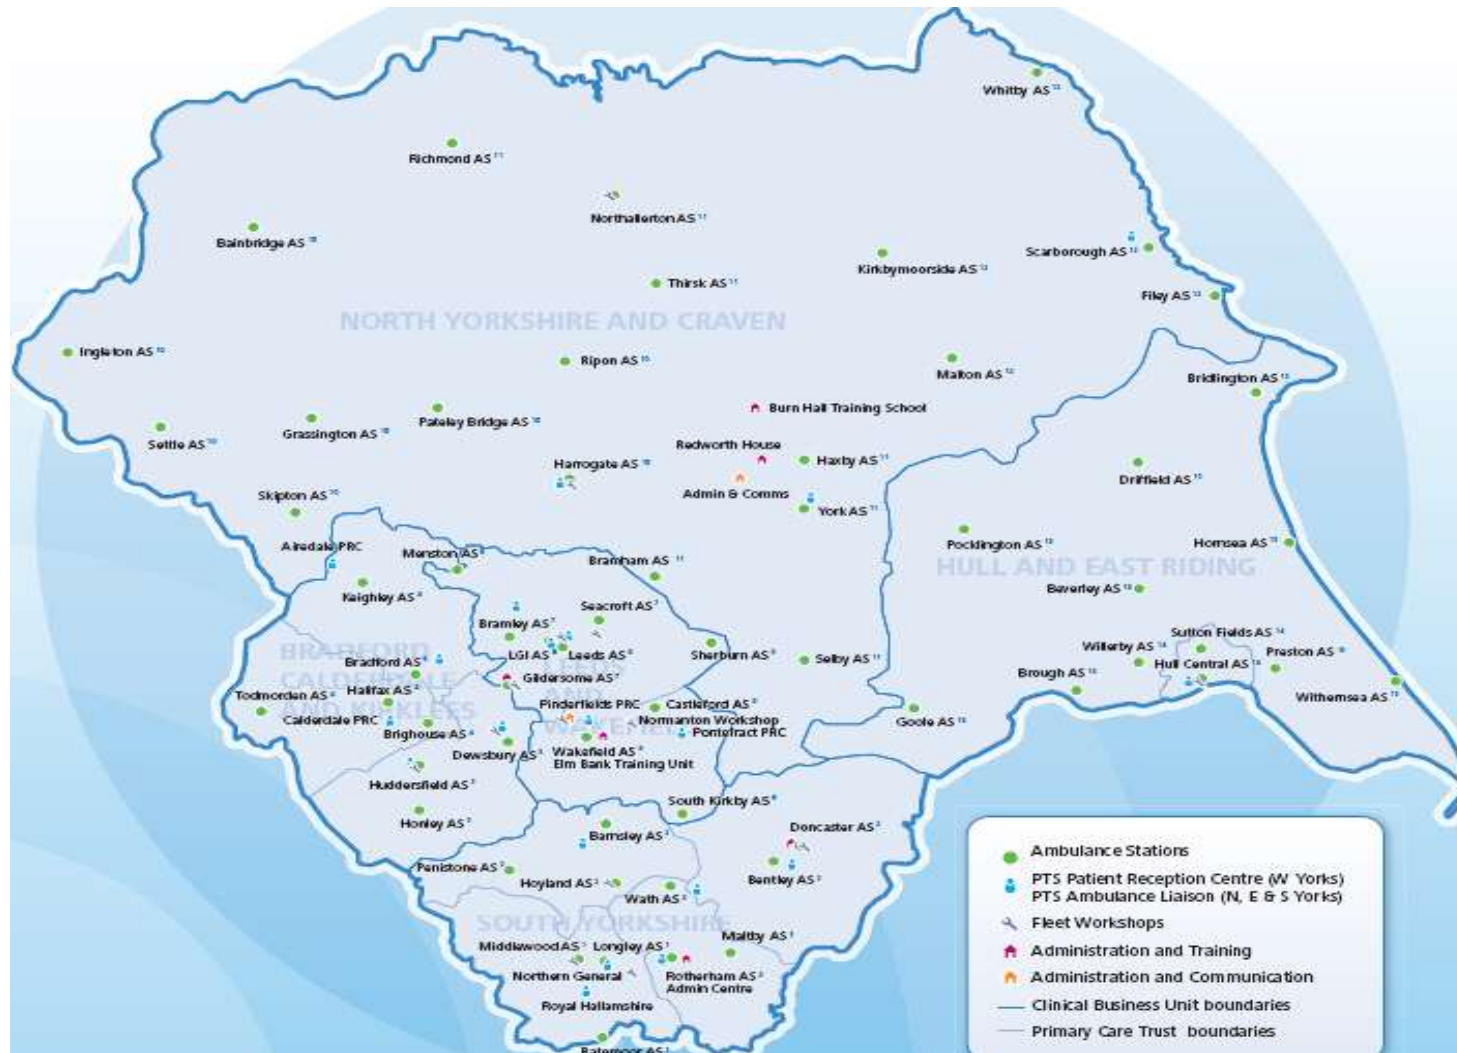 Whitby AS
Richmond AS
Northallerton AS
Bainbridge AS
Scarborough AS
Kirkbymoorside AS
Thirsk AS
Filey AS
NORTH YORKSHIRE AND CRAVEN
Ingleton AS
Ripon AS
Malton AS
Bridlington AS
Burn Hall Training School
Pateley Bridge AS
Grassington AS
Settle AS
Redworth House
Harrogate AS
Haxby AS
Driffield AS
Admin & Comms
Skipton AS
York AS
Airedale PRC
Menston AS
Bramham AS
Pocklington AS
Hornsea AS
HULL AND EAST RIDING
Keighley AS
Seacroft AS
Beverley AS
Bramley AS
Sutton Fields AS
BRADFORD
CALDERDALE
AND KIRKLEES
LGI AS
Leeds AS
Sherburn AS
Selby AS
Willerby AS
Hull Central AS
Preston AS
Bradford AS
LEEDS
AND
WAKEFIELD
Gildersome AS
Brough AS
Withernsea AS
Todmorden AS
Halifax AS
Pinderfields PRC
Castleford AS
Calderdale PRC
Normanton Workshop
Goole AS
Brighouse AS
Pontefract PRC
Dewsbury AS
Wakefield AS
Elm Bank Training Unit
Huddersfield AS
South Kirkby AS
Honley AS
Barnsley AS
Doncaster AS
Penistone AS
Hoyland AS
Wath AS
Bentley AS
SOUTH YORKSHIRE
Maltby AS
Middlewood AS
Longley AS
Northern General
Rotherham AS
Admin Centre
Royal Hallamshire
Batemoor AS
Ambulance Stations
PTS Patient Reception Centre (W Yorks)
PTS Ambulance Liaison (N, E & S Yorks)
Fleet Workshops
Administration and Training
Administration and Communication
Clinical Business Unit boundaries
Primary Care Trust boundaries